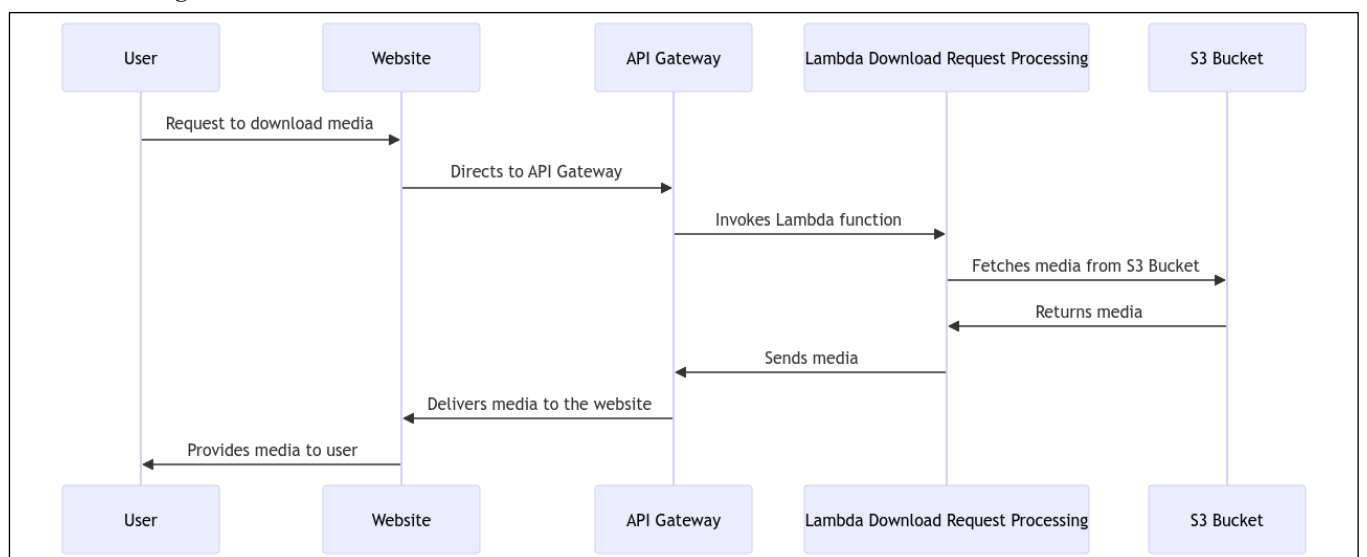 User Website API Gateway Lambda Download Request Processing S3 Bucket
Request to download media
Directs to API Gateway
Invokes Lambda function
Fetches media from S3 Bucket
Returns media
Sends media
Delivers media to the website
Provides media to user
User Website API Gateway Lambda Download Request Processing S3 Bucket